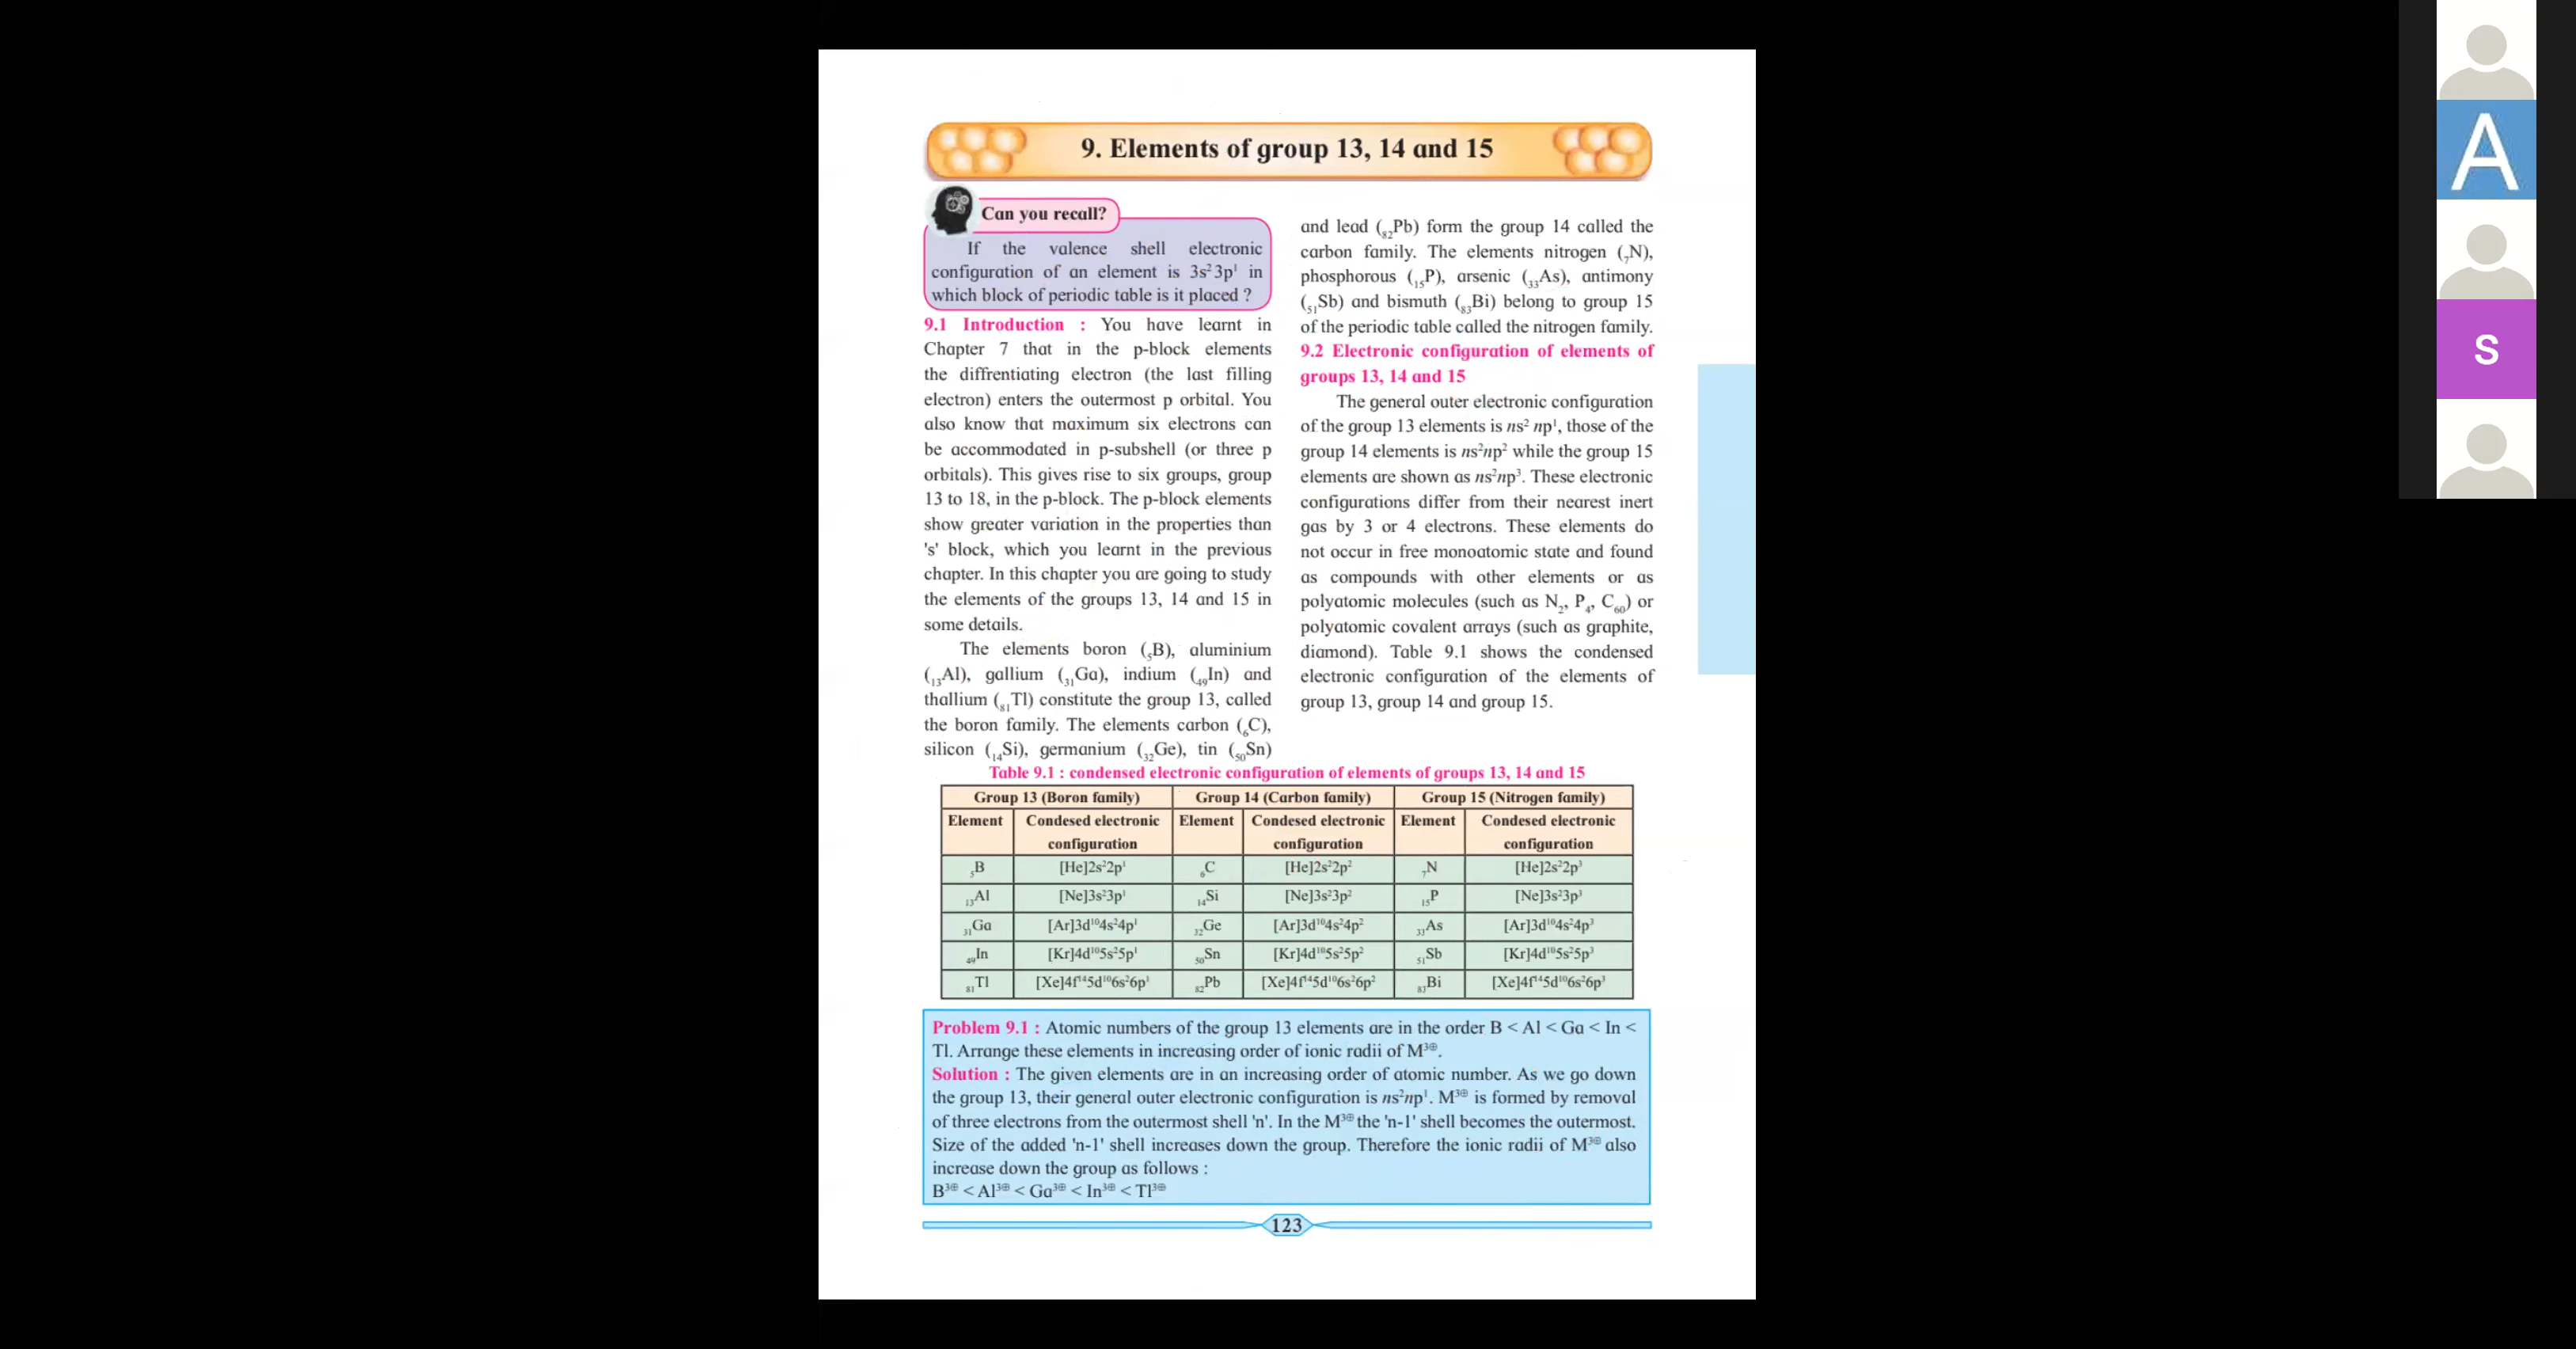 9. Elements of group 13, 14 and 15
Can you recall?
If the valence shell electronic
configuration of an element is 3s² 3p¹ in
which block of periodic table is it placed ?
9.1 Introduction : You have learnt in
Chapter 7 that in the p-block elements
the diffrentiating electron (the last filling
electron) enters the outermost p orbital. You
also know that maximum six electrons can
be accommodated in p-subshell (or three p
orbitals). This gives rise to six groups, group
13 to 18, in the p-block. The p-block elements
show greater variation in the properties than
's' block, which you learnt in the previous
chapter. In this chapter you are going to study
the elements of the groups 13, 14 and 15 in
some details.
The elements boron (₅B), aluminium
(₁₃Al), gallium (₃₁Ga), indium (₄₉In) and
thallium (₈₁Tl) constitute the group 13, called
the boron family. The elements carbon (₆C),
silicon (₁₄Si), germanium (₃₂Ge), tin (₅₀Sn)
and lead (₈₂Pb) form the group 14 called the
carbon family. The elements nitrogen (₇N),
phosphorous (₁₅P), arsenic (₃₃As), antimony
(₅₁Sb) and bismuth (₈₃Bi) belong to group 15
of the periodic table called the nitrogen family.
9.2 Electronic configuration of elements of
groups 13, 14 and 15
The general outer electronic configuration
of the group 13 elements is ns² np¹, those of the
group 14 elements is ns²np² while the group 15
elements are shown as ns²np³. These electronic
configurations differ from their nearest inert
gas by 3 or 4 electrons. These elements do
not occur in free monoatomic state and found
as compounds with other elements or as
polyatomic molecules (such as N₂, P₄, C₆₀) or
polyatomic covalent arrays (such as graphite,
diamond). Table 9.1 shows the condensed
electronic configuration of the elements of
group 13, group 14 and group 15.
Table 9.1 : condensed electronic configuration of elements of groups 13, 14 and 15
Group 13 (Boron family) Group 14 (Carbon family) Group 15 (Nitrogen family)
Element Condesed electronic Element Condesed electronic Element Condesed electronic
configuration configuration configuration
₅B [He]2s²2p¹ ₆C [He]2s²2p² ₇N [He]2s²2p³
₁₃Al [Ne]3s²3p¹ ₁₄Si [Ne]3s²3p² ₁₅P [Ne]3s²3p³
₃₁Ga [Ar]3d¹⁰4s²4p¹ ₃₂Ge [Ar]3d¹⁰4s²4p² ₃₃As [Ar]3d¹⁰4s²4p³
₄₉In [Kr]4d¹⁰5s²5p¹ ₅₀Sn [Kr]4d¹⁰5s²5p² ₅₁Sb [Kr]4d¹⁰5s²5p³
₈₁Tl [Xe]4f¹⁴5d¹⁰6s²6p¹ ₈₂Pb [Xe]4f¹⁴5d¹⁰6s²6p² ₈₃Bi [Xe]4f¹⁴5d¹⁰6s²6p³
Problem 9.1 : Atomic numbers of the group 13 elements are in the order B < Al < Ga < In <
Tl. Arrange these elements in increasing order of ionic radii of M³⊕.
Solution : The given elements are in an increasing order of atomic number. As we go down
the group 13, their general outer electronic configuration is ns²np¹. M³⊕ is formed by removal
of three electrons from the outermost shell 'n'. In the M³⊕ the 'n-1' shell becomes the outermost.
Size of the added 'n-1' shell increases down the group. Therefore the ionic radii of M³⊕ also
increase down the group as follows :
B³⊕ < Al³⊕ < Ga³⊕ < In³⊕ < Tl³⊕
123
A
S